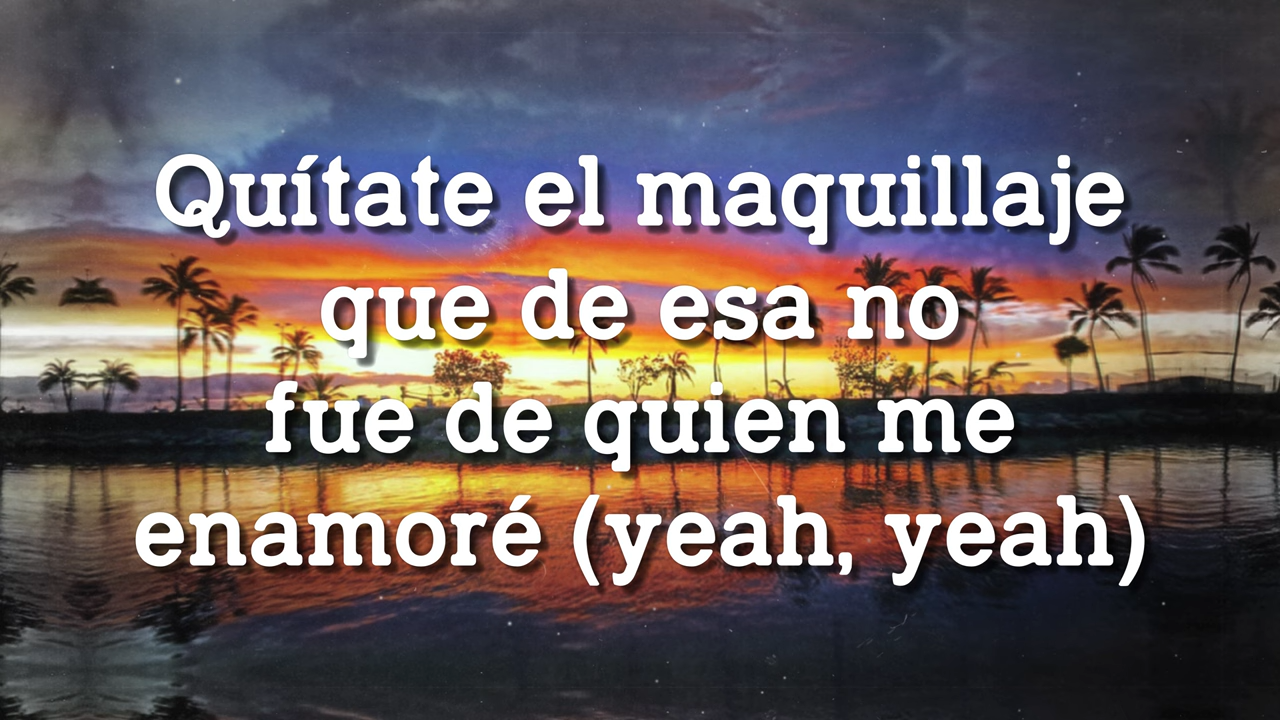 Quítate el maquillaje
que de esa no
fue de quien me
enamoré (yeah, yeah)